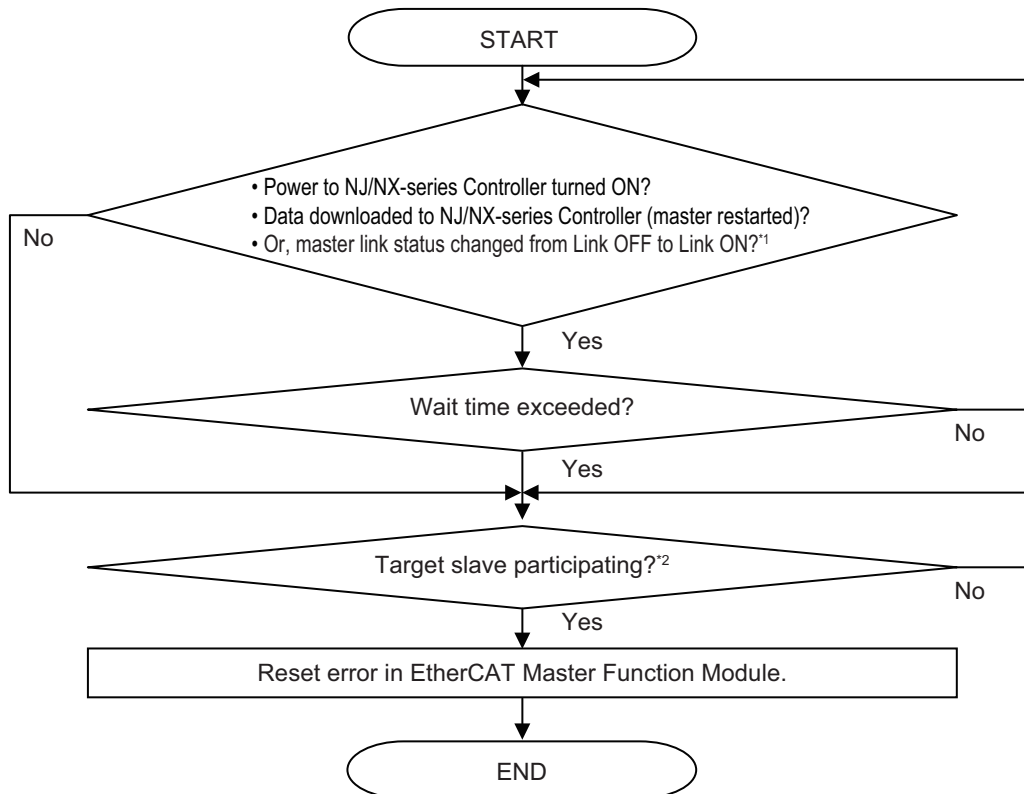 START
• Power to NJ/NX-series Controller turned ON?
• Data downloaded to NJ/NX-series Controller (master restarted)?
• Or, master link status changed from Link OFF to Link ON?*1
No
Yes
Wait time exceeded?
No
Yes
Target slave participating?*2
No
Yes
Reset error in EtherCAT Master Function Module.
END